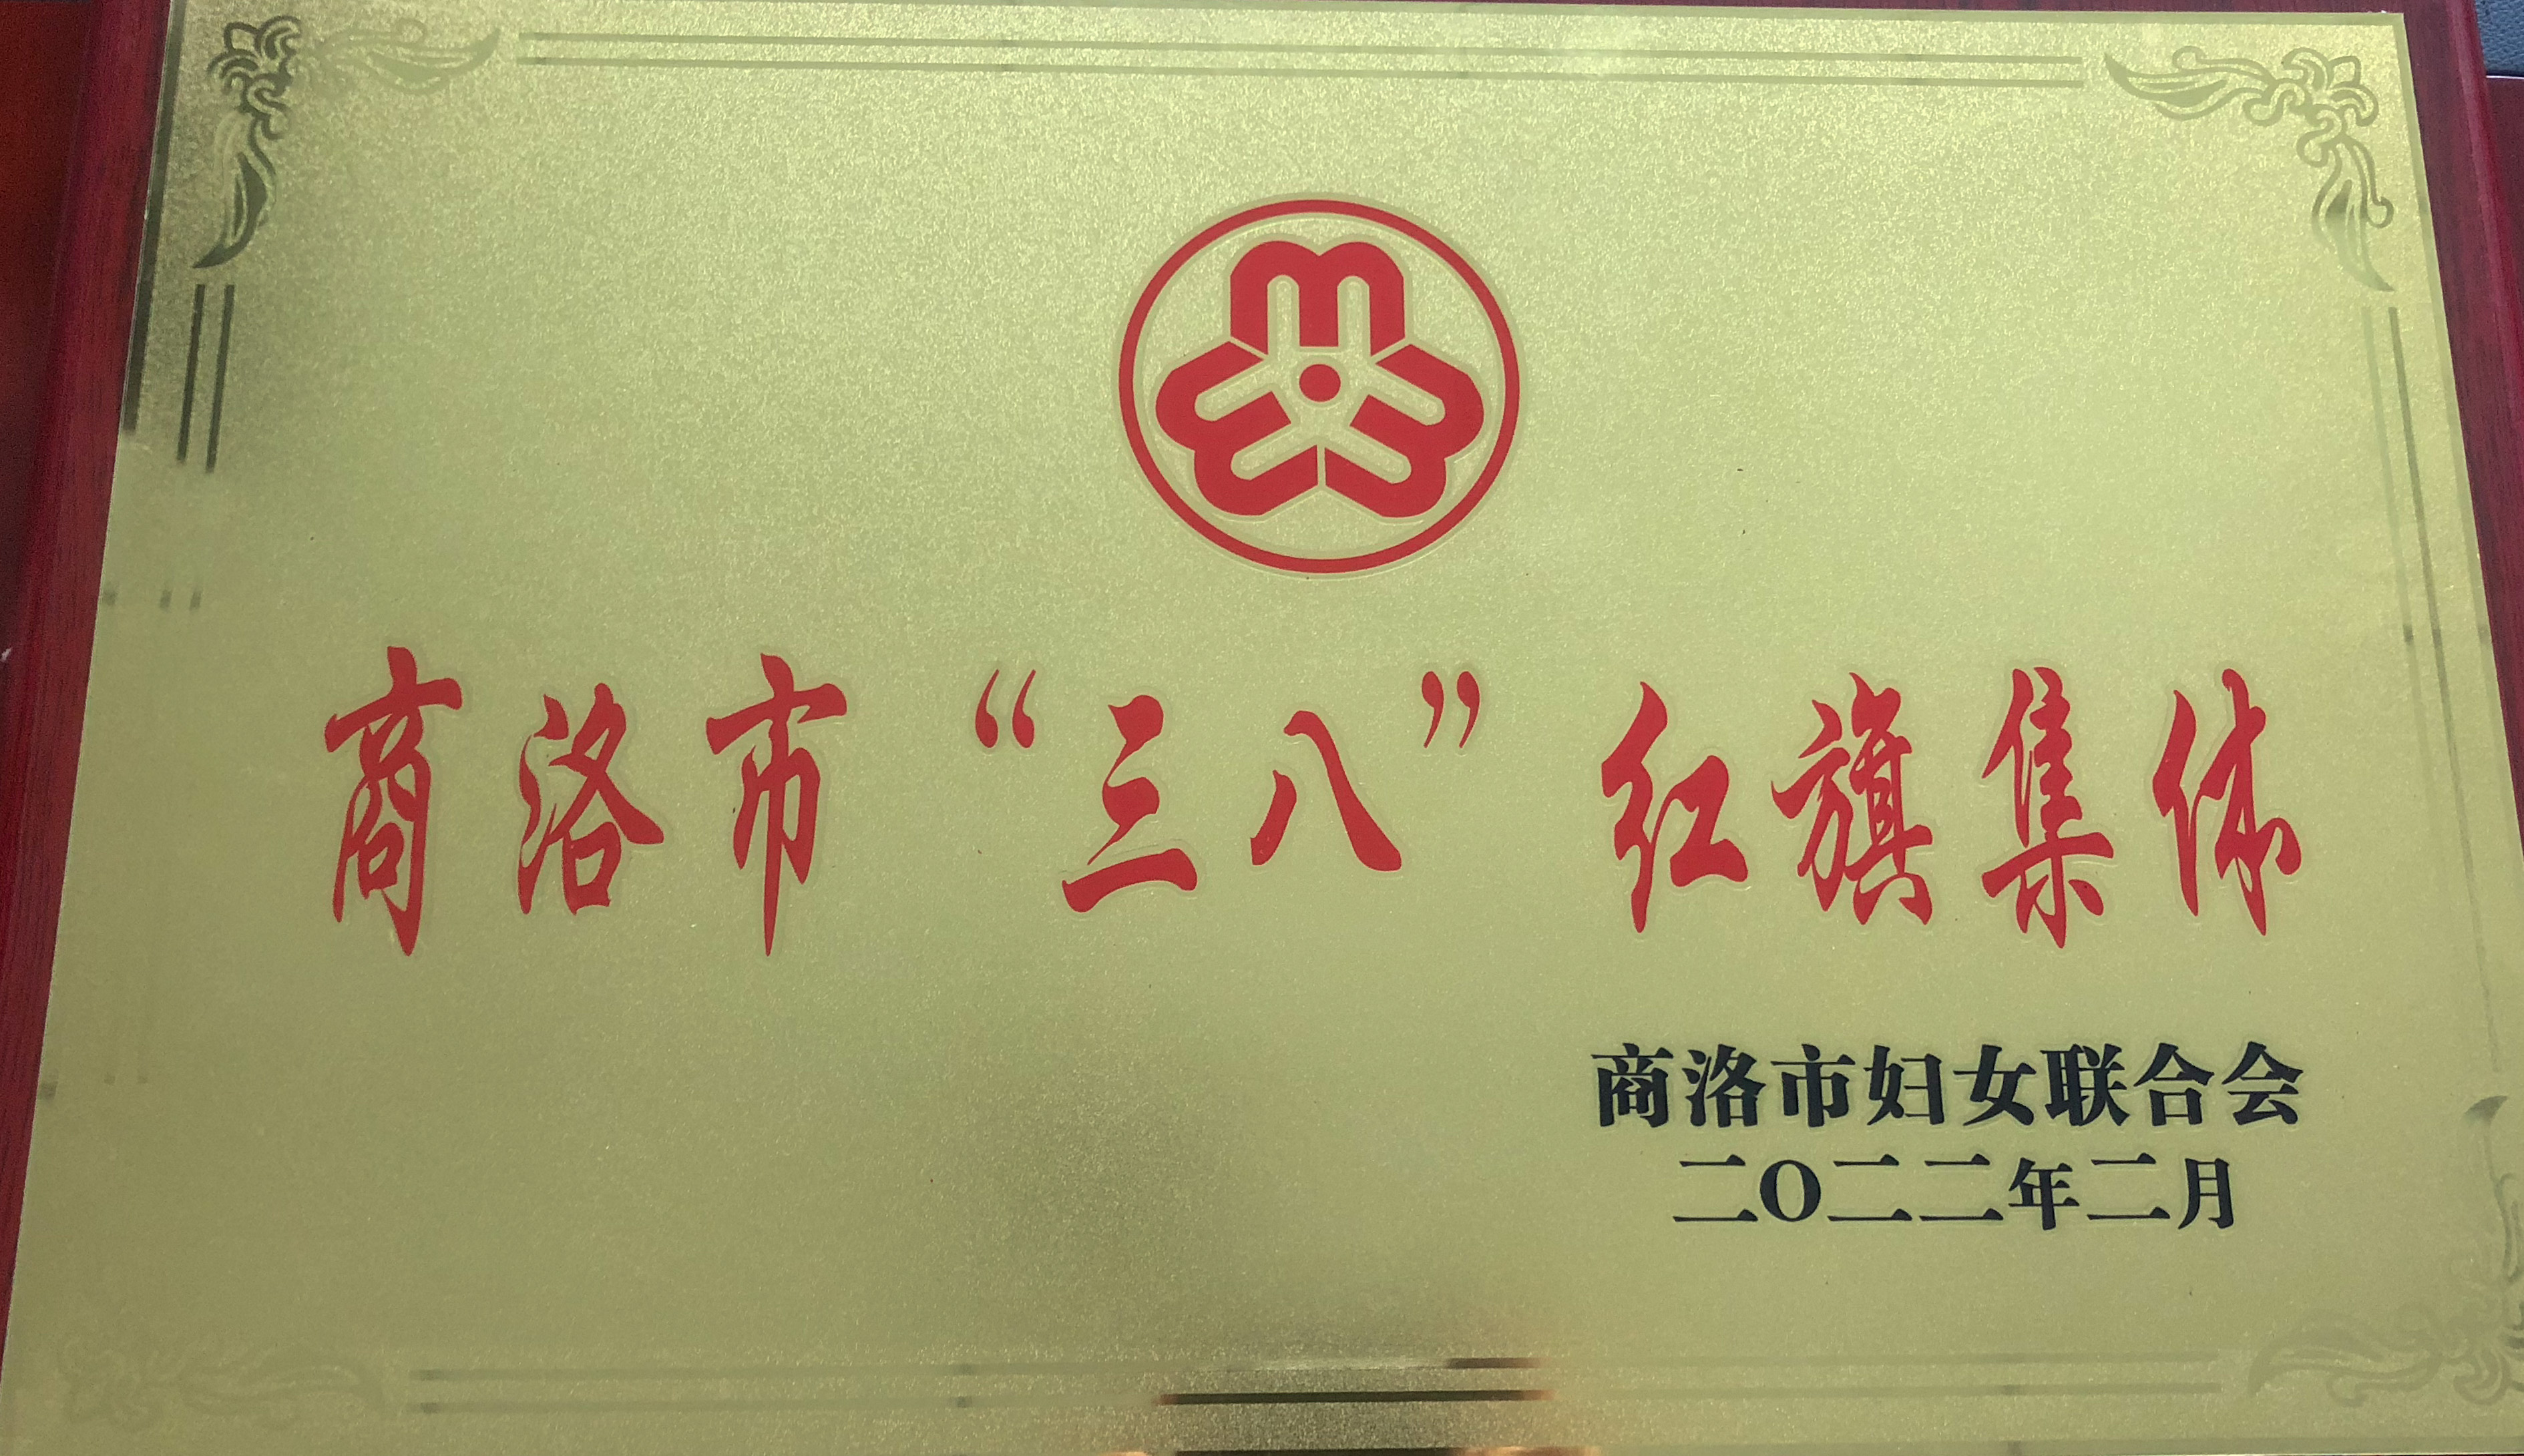 商洛市“三八”红旗集体
商洛市妇女联合会
二〇二二年二月